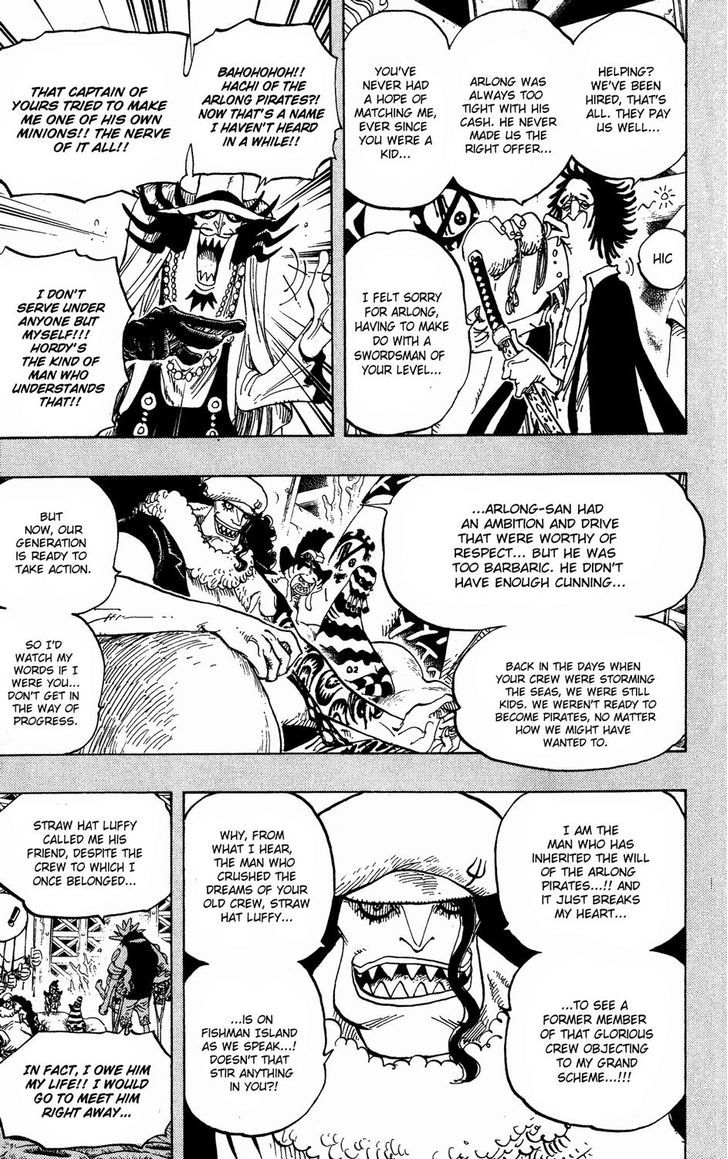 HELPING?
WE'VE BEEN
HIRED, THAT'S
ALL. THEY PAY
US WELL...
ARLONG WAS
ALWAYS TOO
TIGHT WITH HIS
CASH. HE NEVER
MADE US THE
RIGHT OFFER...
YOU'VE
NEVER HAD
A HOPE OF
MATCHING ME,
EVER SINCE
YOU WERE A
KID...
HIC
I FELT SORRY
FOR ARLONG,
HAVING TO MAKE
DO WITH A
SWORDSMAN OF
YOUR LEVEL...
BAHOHOHOH!!
HACHI OF THE
ARLONG PIRATES?!
NOW THAT'S A NAME
I HAVEN'T HEARD
IN A WHILE!!
THAT CAPTAIN OF
YOURS TRIED TO MAKE
ME ONE OF HIS OWN
MINIONS!! THE NERVE
OF IT ALL!!
I DON'T
SERVE UNDER
ANYONE BUT
MYSELF!!!
HORDY'S
THE KIND OF
MAN WHO
UNDERSTANDS
THAT!!
...ARLONG-SAN HAD
AN AMBITION AND DRIVE
THAT WERE WORTHY OF
RESPECT... BUT HE WAS
TOO BARBARIC. HE DIDN'T
HAVE ENOUGH CUNNING...
BACK IN THE DAYS WHEN
YOUR CREW WERE STORMING
THE SEAS, WE WERE STILL
KIDS. WE WEREN'T READY TO
BECOME PIRATES, NO MATTER
HOW WE MIGHT HAVE
WANTED TO.
BUT
NOW, OUR
GENERATION
IS READY TO
TAKE ACTION.
SO I'D
WATCH MY
WORDS IF I
WERE YOU...
DON'T GET IN
THE WAY OF
PROGRESS.
I AM THE
MAN WHO HAS
INHERITED THE WILL
OF THE ARLONG
PIRATES...!! AND
IT JUST BREAKS
MY HEART...
...TO SEE A
FORMER MEMBER
OF THAT GLORIOUS
CREW OBJECTING
TO MY GRAND
SCHEME...!!!
WHY, FROM
WHAT I HEAR,
THE MAN WHO
CRUSHED THE
DREAMS OF YOUR
OLD CREW, STRAW
HAT LUFFY...
...IS ON
FISHMAN ISLAND
AS WE SPEAK...!
DOESN'T THAT
STIR ANYTHING
IN YOU?!
STRAW HAT LUFFY
CALLED ME HIS
FRIEND, DESPITE THE
CREW TO WHICH I
ONCE BELONGED...
IN FACT, I OWE HIM
MY LIFE!! I WOULD
GO TO MEET HIM
RIGHT AWAY...